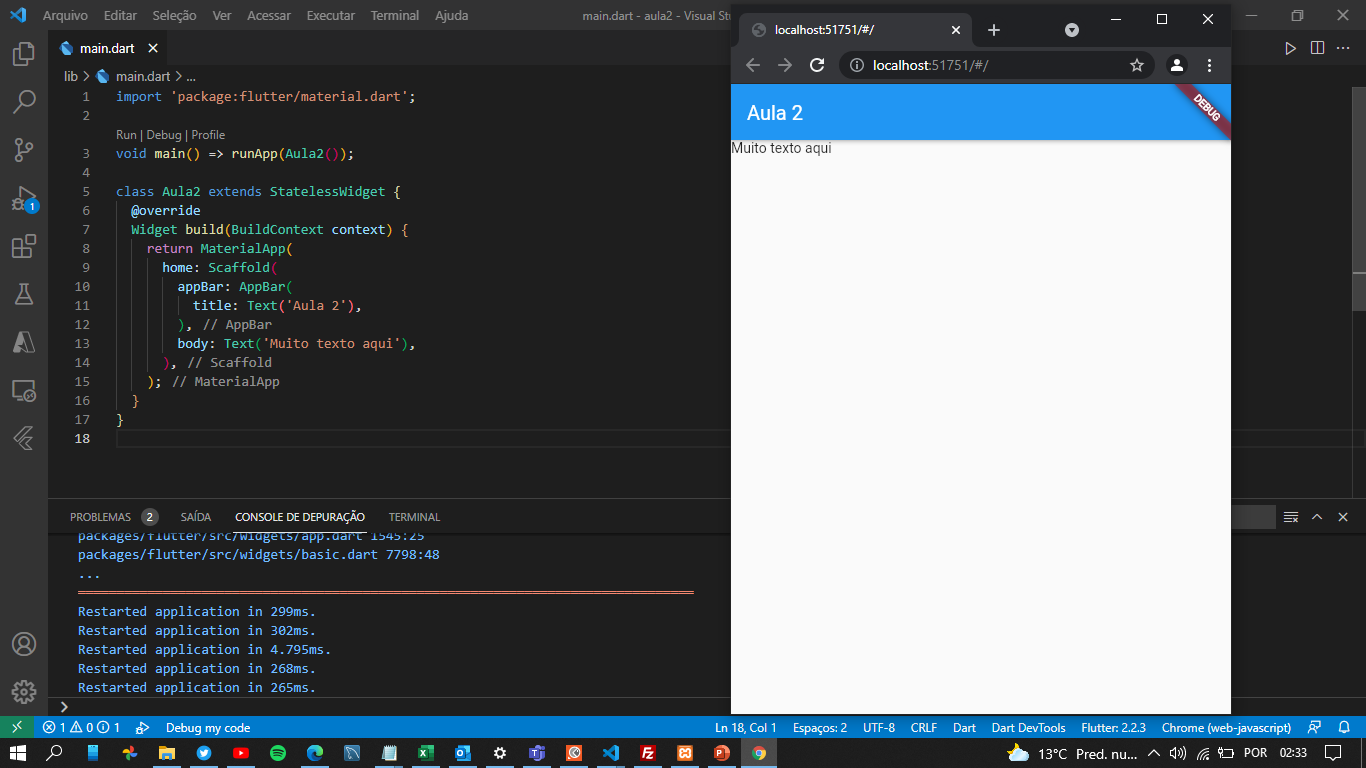 Arquivo Editar Seleção Ver Acessar Executar Terminal Ajuda main.dart - aula2 - Visual Stu
main.dart
lib > main.dart > ...
1 import 'package:flutter/material.dart';
2
Run | Debug | Profile
3 void main() => runApp(Aula2());
4
5 class Aula2 extends StatelessWidget {
6 @override
7 Widget build(BuildContext context) {
8 return MaterialApp(
9 home: Scaffold(
10 appBar: AppBar(
11 title: Text('Aula 2'),
12 ), // AppBar
13 body: Text('Muito texto aqui'),
14 ), // Scaffold
15 ); // MaterialApp
16 }
17 }
18
1
PROBLEMAS 2 SAÍDA CONSOLE DE DEPURAÇÃO TERMINAL
packages/flutter/src/widgets/app.dart 1545:25
packages/flutter/src/widgets/basic.dart 7798:48
...
Restarted application in 299ms.
Restarted application in 302ms.
Restarted application in 4.795ms.
Restarted application in 268ms.
Restarted application in 265ms.
localhost:51751/#/
localhost:51751/#/
Aula 2
DEBUG
Muito texto aqui
1 0 1 Debug my code Ln 18, Col 1 Espaços: 2 UTF-8 CRLF Dart Dart DevTools Flutter: 2.2.3 Chrome (web-javascript)
13°C Pred. nu... POR 02:33